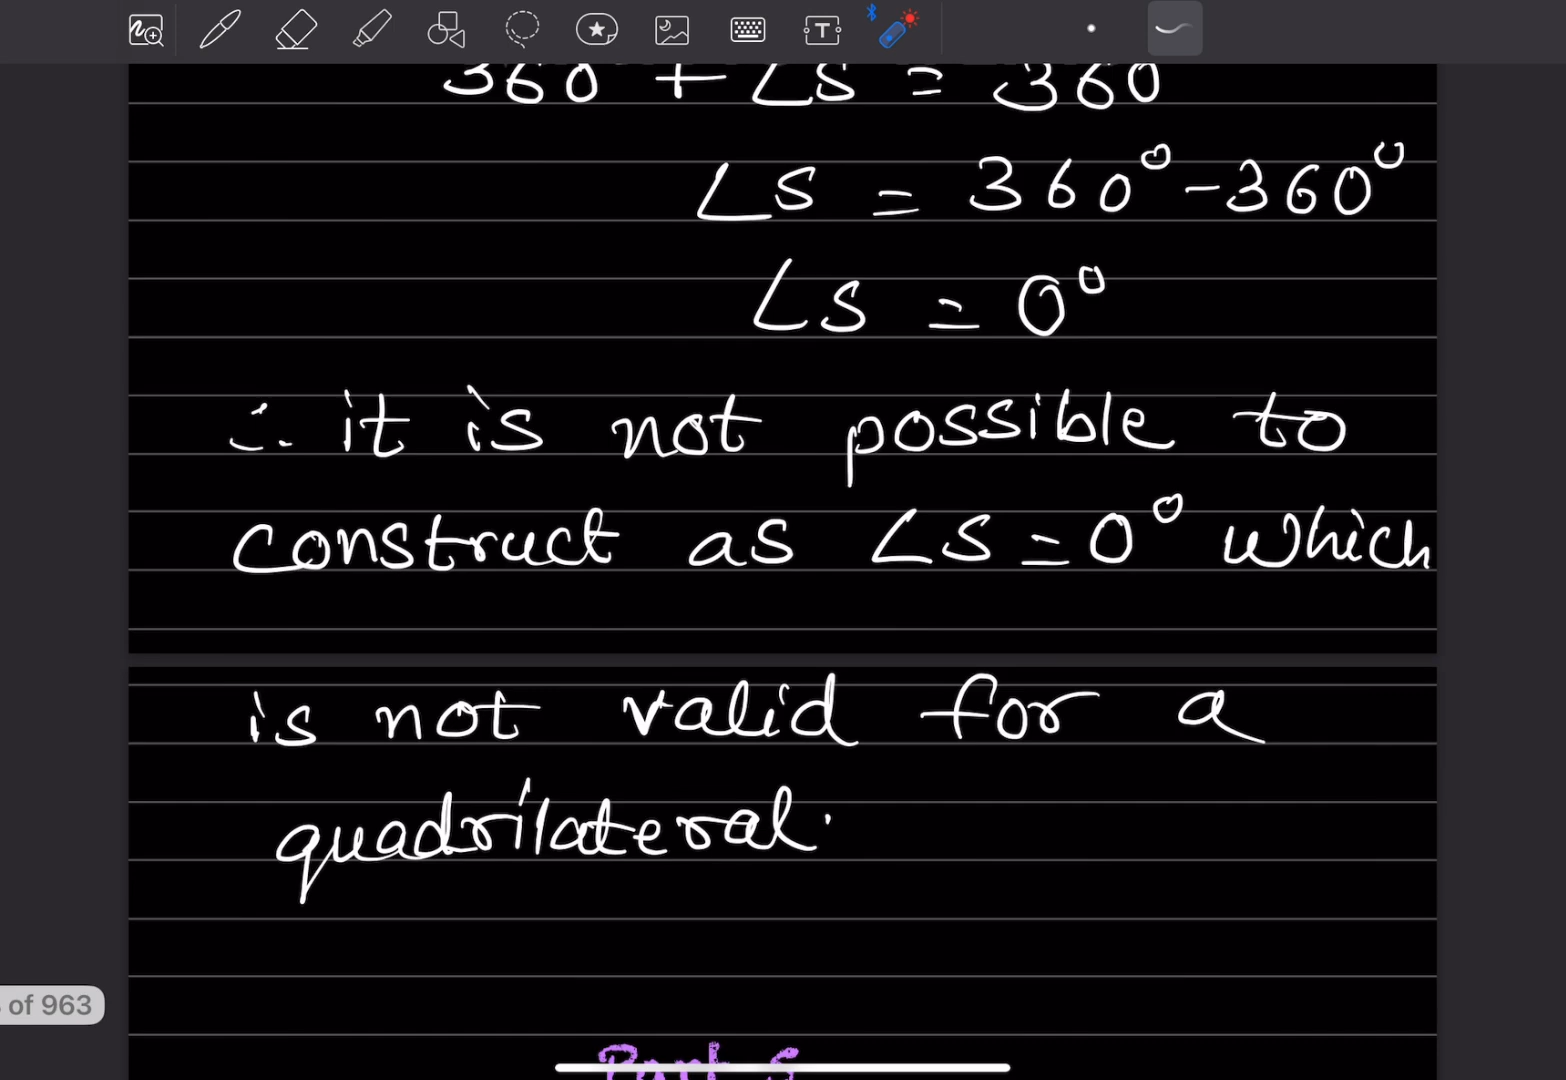 360 + ∠S = 360
∠S = 360° - 360°
∠S = 0°
∴ it is not possible to
construct as ∠S = 0° which
is not valid for a
quadrilateral.
of 963